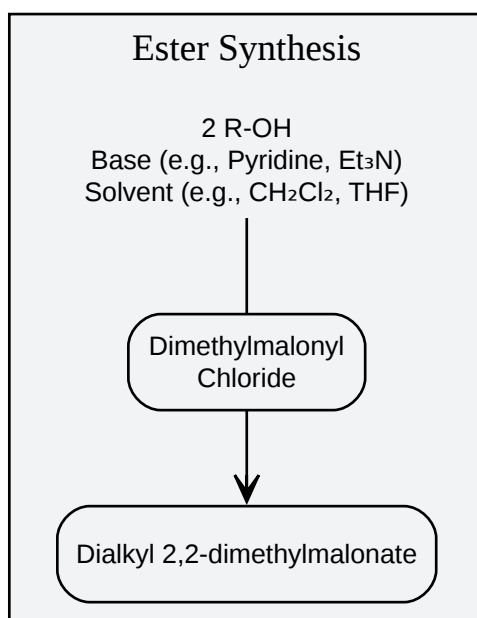 Ester Synthesis
2 R-OH
Base (e.g., Pyridine, Et₃N)
Solvent (e.g., CH₂Cl₂, THF)
Dimethylmalonyl
Chloride
Dialkyl 2,2-dimethylmalonate